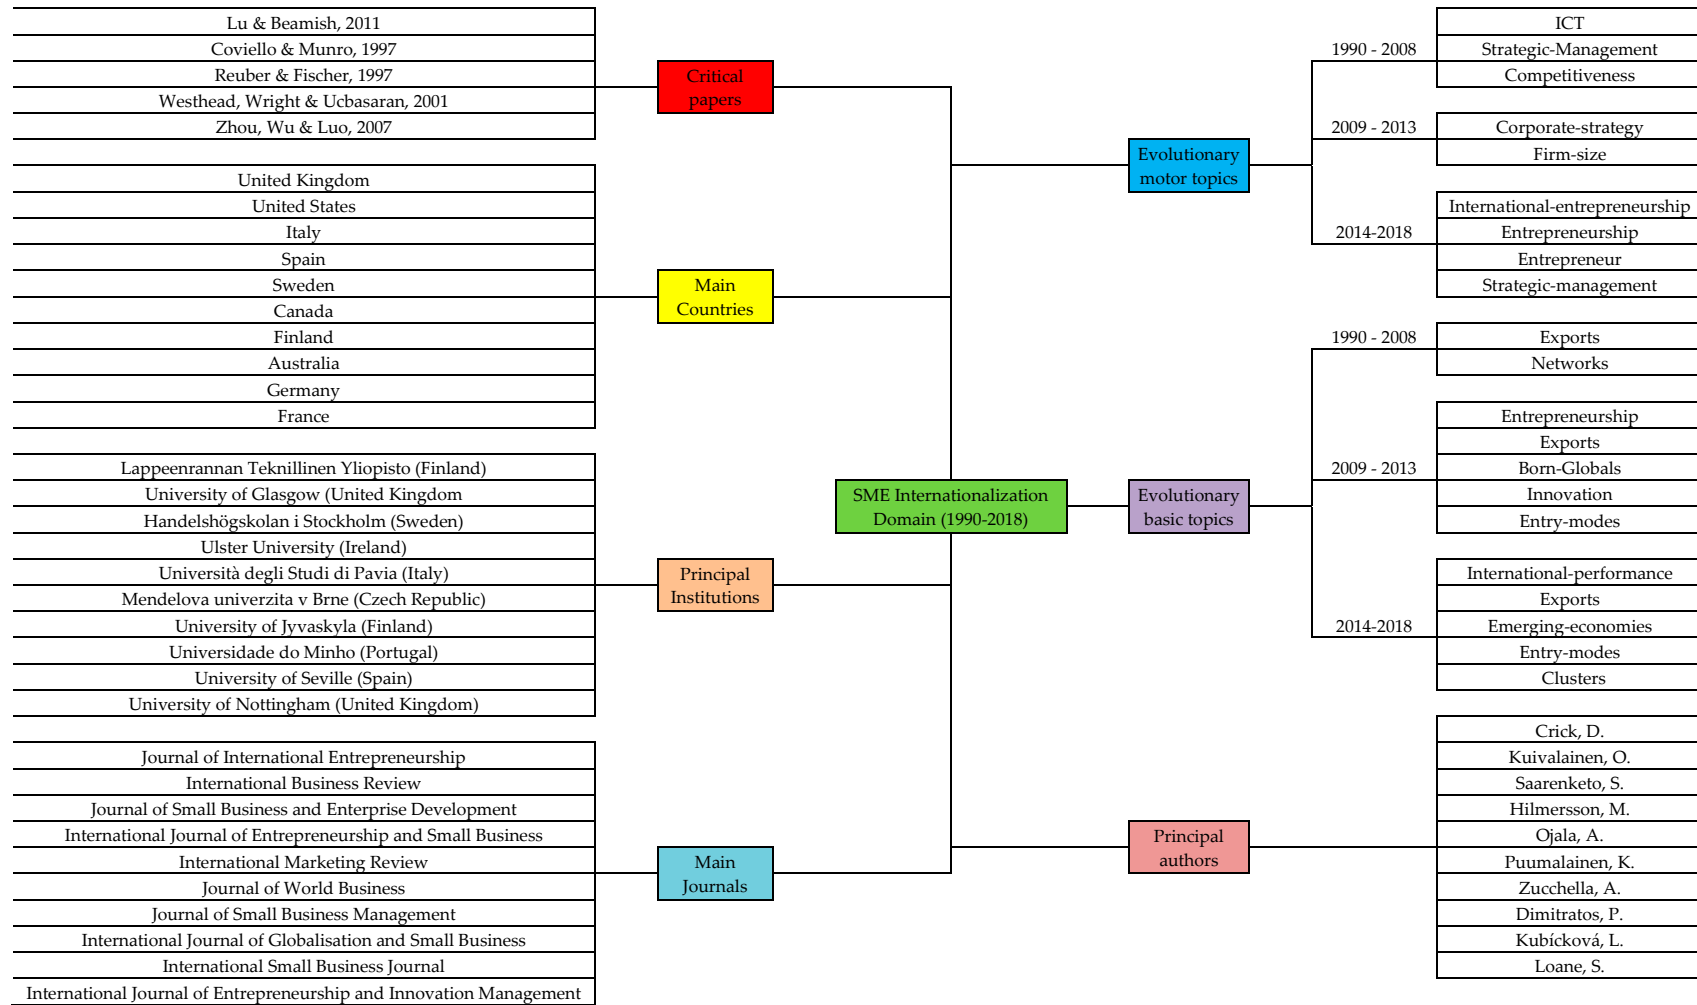 Lu & Beamish, 2011
Coviello & Munro, 1997
Reuber & Fischer, 1997
Westhead, Wright & Ucbasaran, 2001
Zhou, Wu & Luo, 2007
Critical
papers
United Kingdom
United States
Italy
Spain
Sweden
Canada
Finland
Australia
Germany
France
Main
Countries
Lappeenrannan Teknillinen Yliopisto (Finland)
University of Glasgow (United Kingdom
Handelshögskolan i Stockholm (Sweden)
Ulster University (Ireland)
Università degli Studi di Pavia (Italy)
Mendelova univerzita v Brne (Czech Republic)
University of Jyvaskyla (Finland)
Universidade do Minho (Portugal)
University of Seville (Spain)
University of Nottingham (United Kingdom)
Principal
Institutions
Journal of International Entrepreneurship
International Business Review
Journal of Small Business and Enterprise Development
International Journal of Entrepreneurship and Small Business
International Marketing Review
Journal of World Business
Journal of Small Business Management
International Journal of Globalisation and Small Business
International Small Business Journal
International Journal of Entrepreneurship and Innovation Management
Main
Journals
SME Internationalization
Domain (1990-2018)
Evolutionary
motor topics
1990 - 2008
ICT
Strategic-Management
Competitiveness
2009 - 2013
Corporate-strategy
Firm-size
2014-2018
International-entrepreneurship
Entrepreneurship
Entrepreneur
Strategic-management
Evolutionary
basic topics
1990 - 2008
Exports
Networks
2009 - 2013
Entrepreneurship
Exports
Born-Globals
Innovation
Entry-modes
2014-2018
International-performance
Exports
Emerging-economies
Entry-modes
Clusters
Principal
authors
Crick, D.
Kuivalainen, O.
Saarenketo, S.
Hilmersson, M.
Ojala, A.
Puumalainen, K.
Zucchella, A.
Dimitratos, P.
Kubícková, L.
Loane, S.